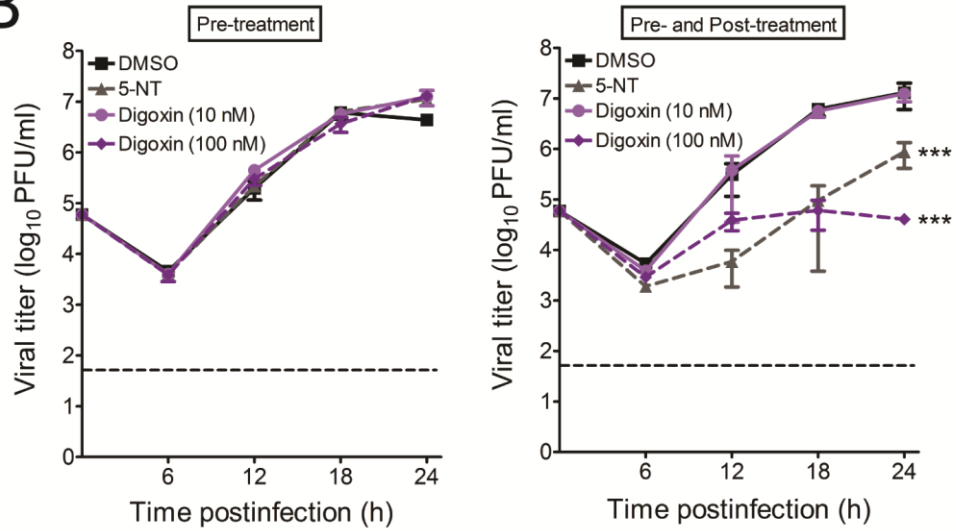 B
Pre-treatment
8
7
6
5
4
3
2
1
0
Viral titer (log10 PFU/ml)
DMSO
5-NT
Digoxin (10 nM)
Digoxin (100 nM)
6 12 18 24
Time postinfection (h)
Pre- and Post-treatment
8
7
6
5
4
3
2
1
0
Viral titer (log10 PFU/ml)
DMSO
5-NT
Digoxin (10 nM)
Digoxin (100 nM)
***
***
6 12 18 24
Time postinfection (h)